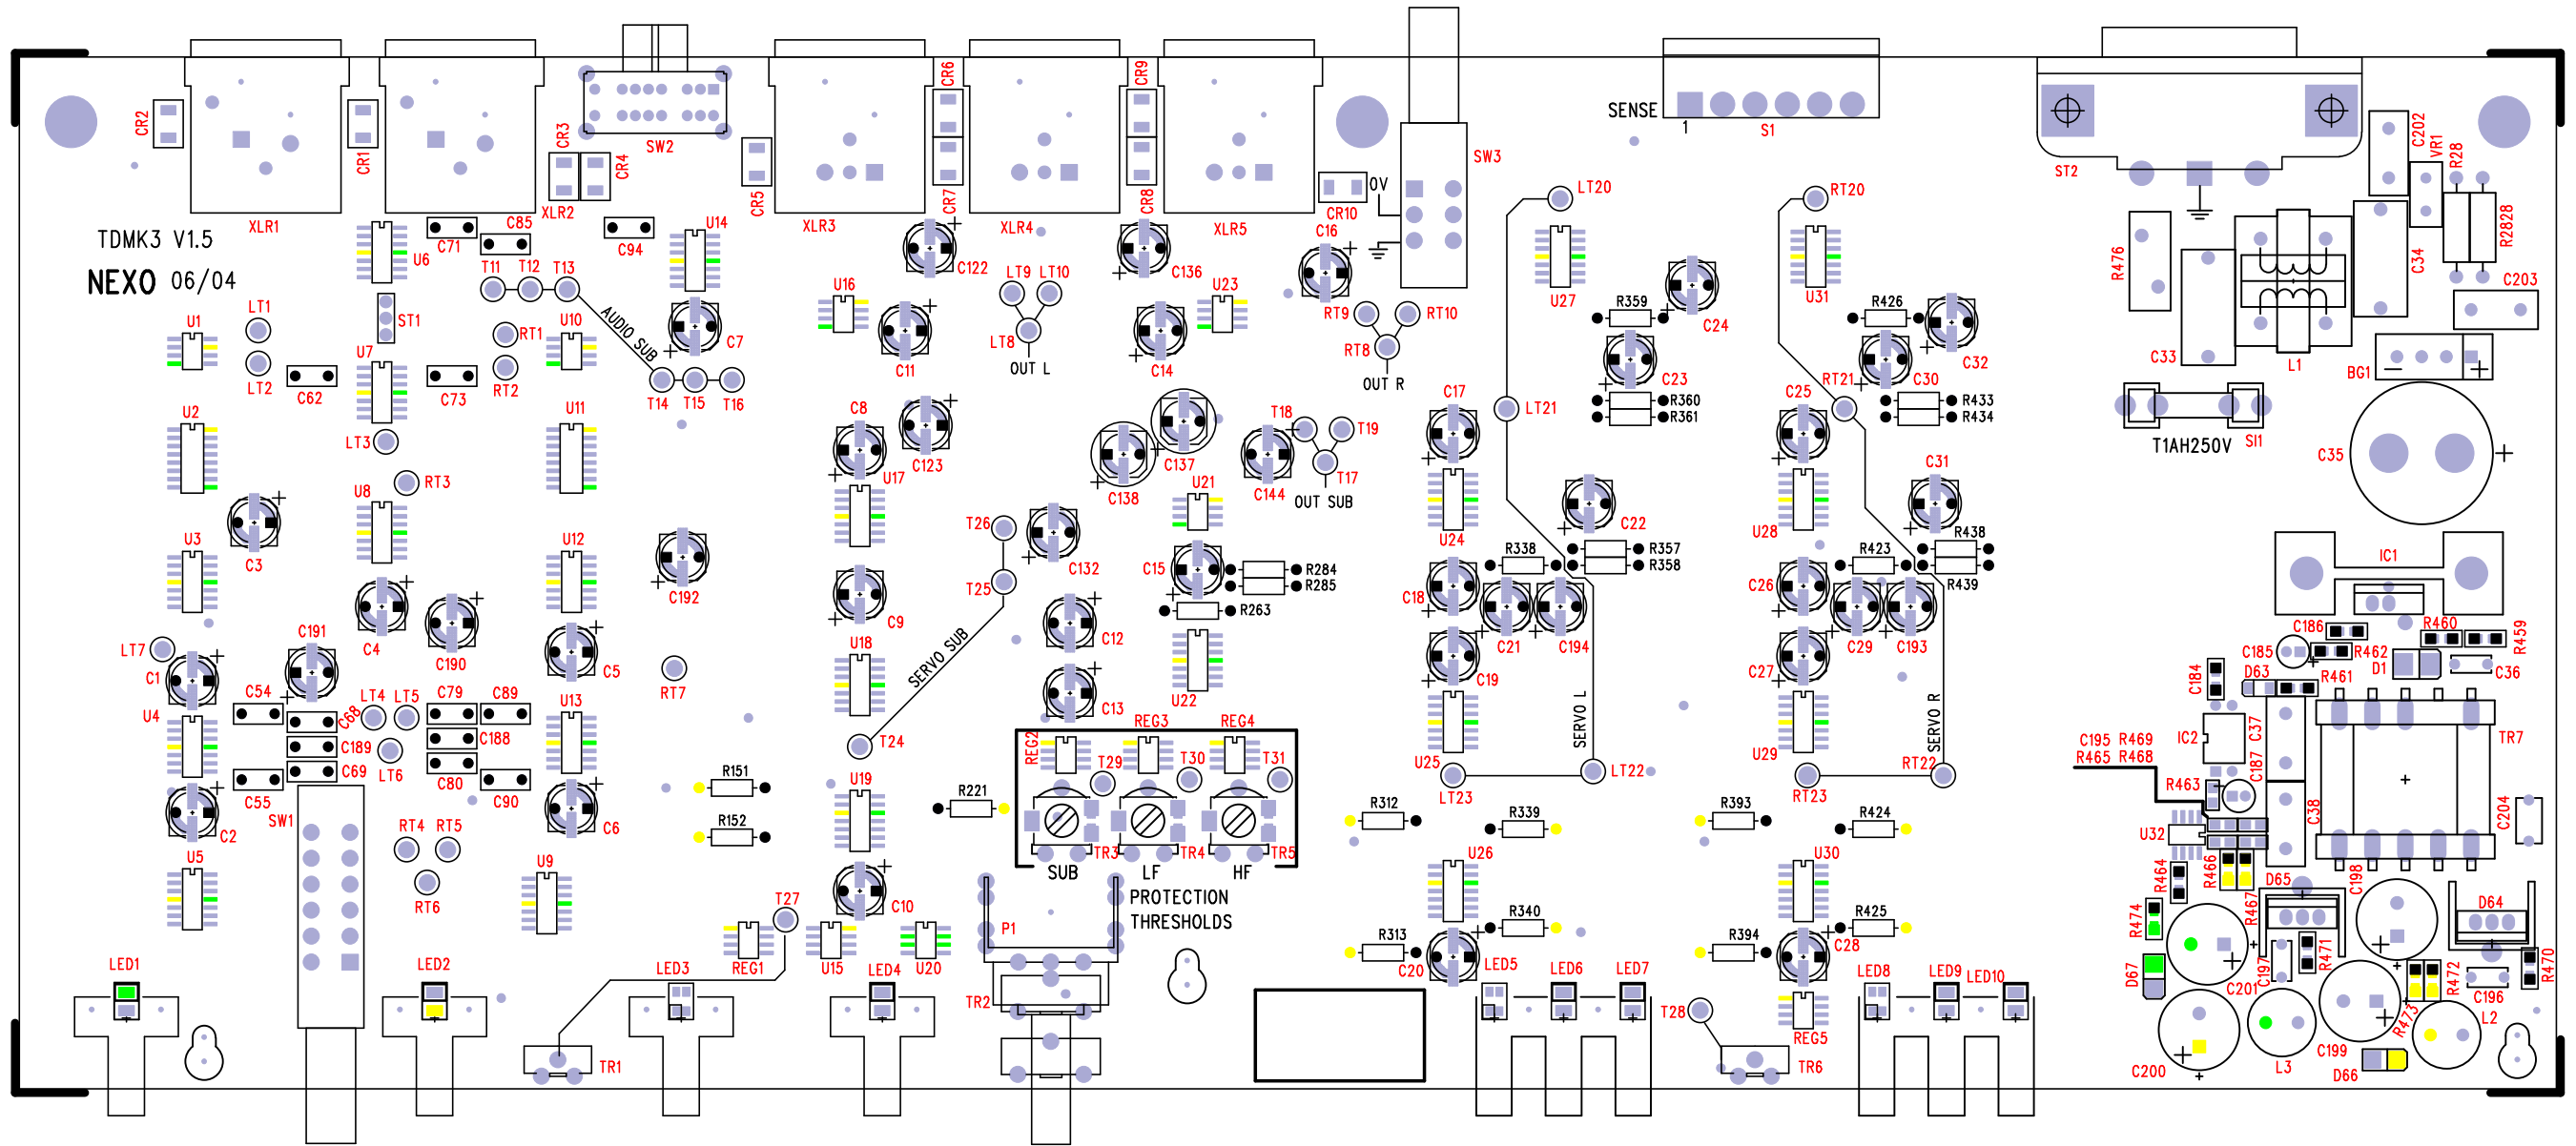 CR2
CR1
CR3
CR4
SW2
CR5
CR6
CR7
CR9
CR8
CR10
0V
SW3
SENSE
1
S1
ST2
C202
VR1
R28
R2828
XLR1
XLR2
XLR3
XLR4
XLR5
TDMK3 V1.5
NEXO 06/04
U6
C71
C85
C94
U14
C122
C136
C16
LT20
RT20
R476
C34
C203
T11
T12
T13
LT9
LT10
U16
U23
U27
U31
C24
LT1
U1
ST1
RT1
U10
AUDIO SUB
C7
C11
LT8
OUT L
C14
RT9
RT10
RT8
OUT R
R359
R426
C32
C33
L1
BG1
LT2
C62
U7
C73
RT2
T14
T15
T16
C23
RT21
C30
R360
R361
R433
R434
T1AH250V
SI1
U2
LT3
U11
C8
C123
C137
T18
T19
C17
LT21
C25
C35
RT3
U8
U17
C138
U21
C144
T17
OUT SUB
C31
U3
C3
U12
C192
T26
C132
C15
U24
C22
U28
R338
R357
R358
R423
R438
R439
IC1
C4
C190
C9
T25
R284
R285
R263
C18
C26
LT7
C191
C1
C5
RT7
U18
SERVO SUB
C12
C13
U22
C21
C194
C19
C29
C193
C27
C186
R460
R459
C185
R462
D63
R461
D1
C36
C184
C54
C68
LT4
LT5
C79
C89
U4
C189
C69
LT6
C188
C80
C90
C55
U13
T24
REG2
REG3
REG4
T29
T30
T31
U25
SERVO L
LT22
LT23
U29
SERVO R
RT22
RT23
IC2
C37
TR7
C195 R469
R465 R468
R463
C187
C38
C204
C2
SW1
C6
R151
R152
U19
R221
TR3
TR4
TR5
SUB
LF
HF
PROTECTION
THRESHOLDS
R312
R339
R393
R424
U32
U5
RT4
RT5
RT6
U9
T27
C10
P1
U26
U30
R464
R466
R467
D65
C198
D64
REG1
U15
U20
R313
R340
C20
R394
R425
C28
R474
D67
C201
C197
R471
R472
C196
R470
LED1
LED2
LED3
LED4
TR2
LED5
LED6
LED7
T28
REG5
LED8
LED9
LED10
TR1
TR6
C200
L3
C199
R473
D66
L2